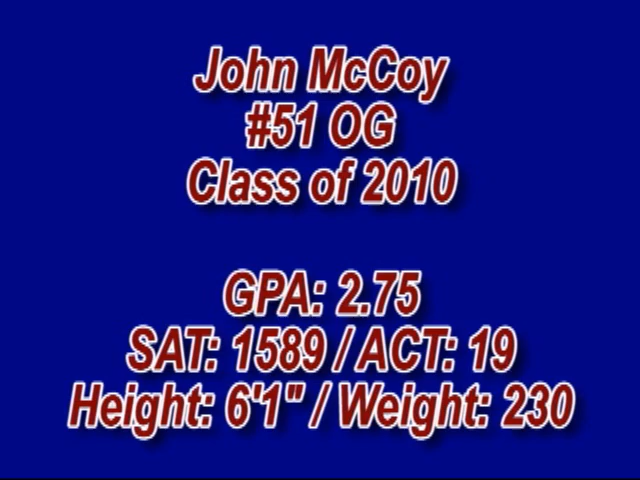 John McCoy
#51 OG
Class of 2010
GPA: 2.75
SAT: 1589 / ACT: 19
Height: 6'1" / Weight: 230